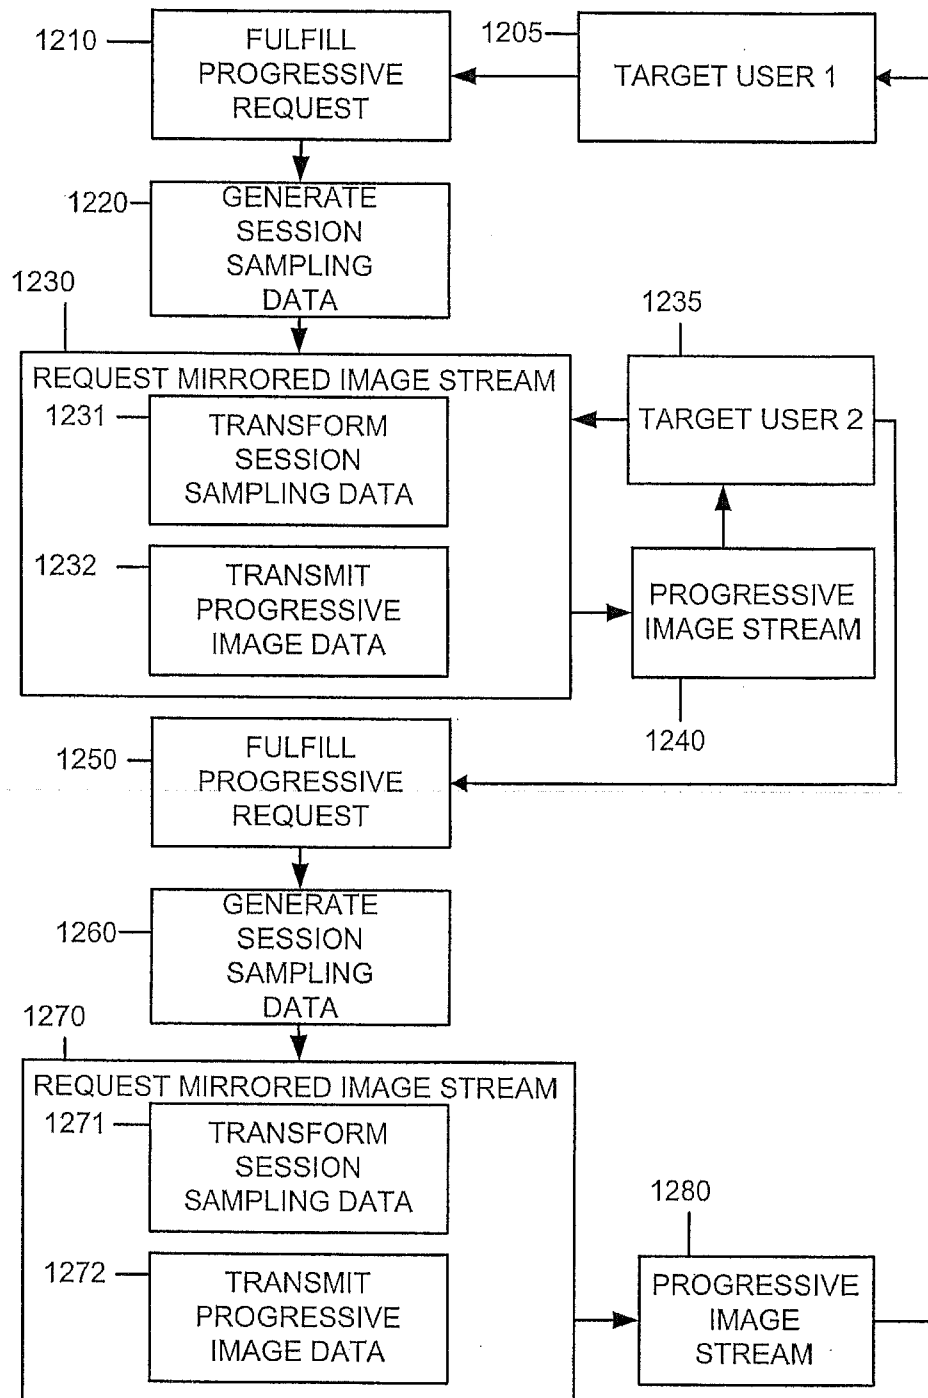 1210
FULFILL
PROGRESSIVE
REQUEST
1205
TARGET USER 1
1220
GENERATE
SESSION
SAMPLING
DATA
1230
REQUEST MIRRORED IMAGE STREAM
1231
TRANSFORM
SESSION
SAMPLING DATA
1232
TRANSMIT
PROGRESSIVE
IMAGE DATA
1235
TARGET USER 2
PROGRESSIVE
IMAGE STREAM
1240
1250
FULFILL
PROGRESSIVE
REQUEST
1260
GENERATE
SESSION
SAMPLING
DATA
1270
REQUEST MIRRORED IMAGE STREAM
1271
TRANSFORM
SESSION
SAMPLING DATA
1272
TRANSMIT
PROGRESSIVE
IMAGE DATA
1280
PROGRESSIVE
IMAGE
STREAM